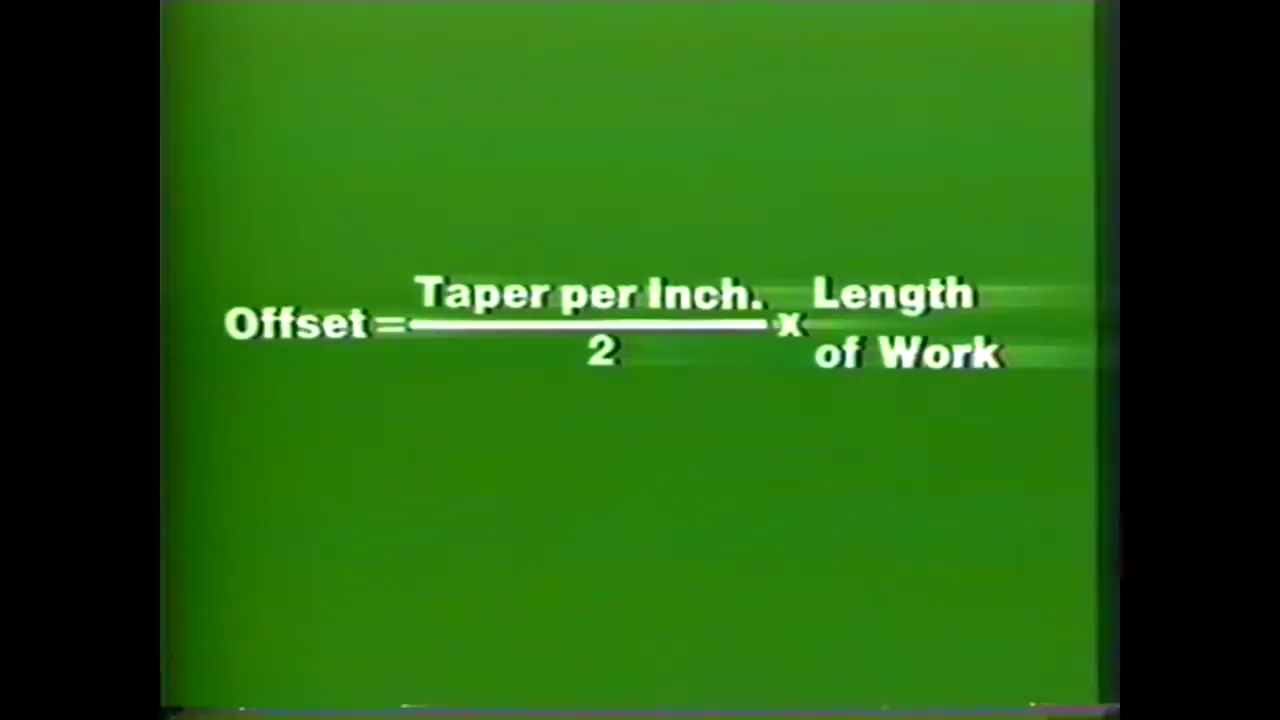 Offset = Taper per Inch. x Length
2 of Work